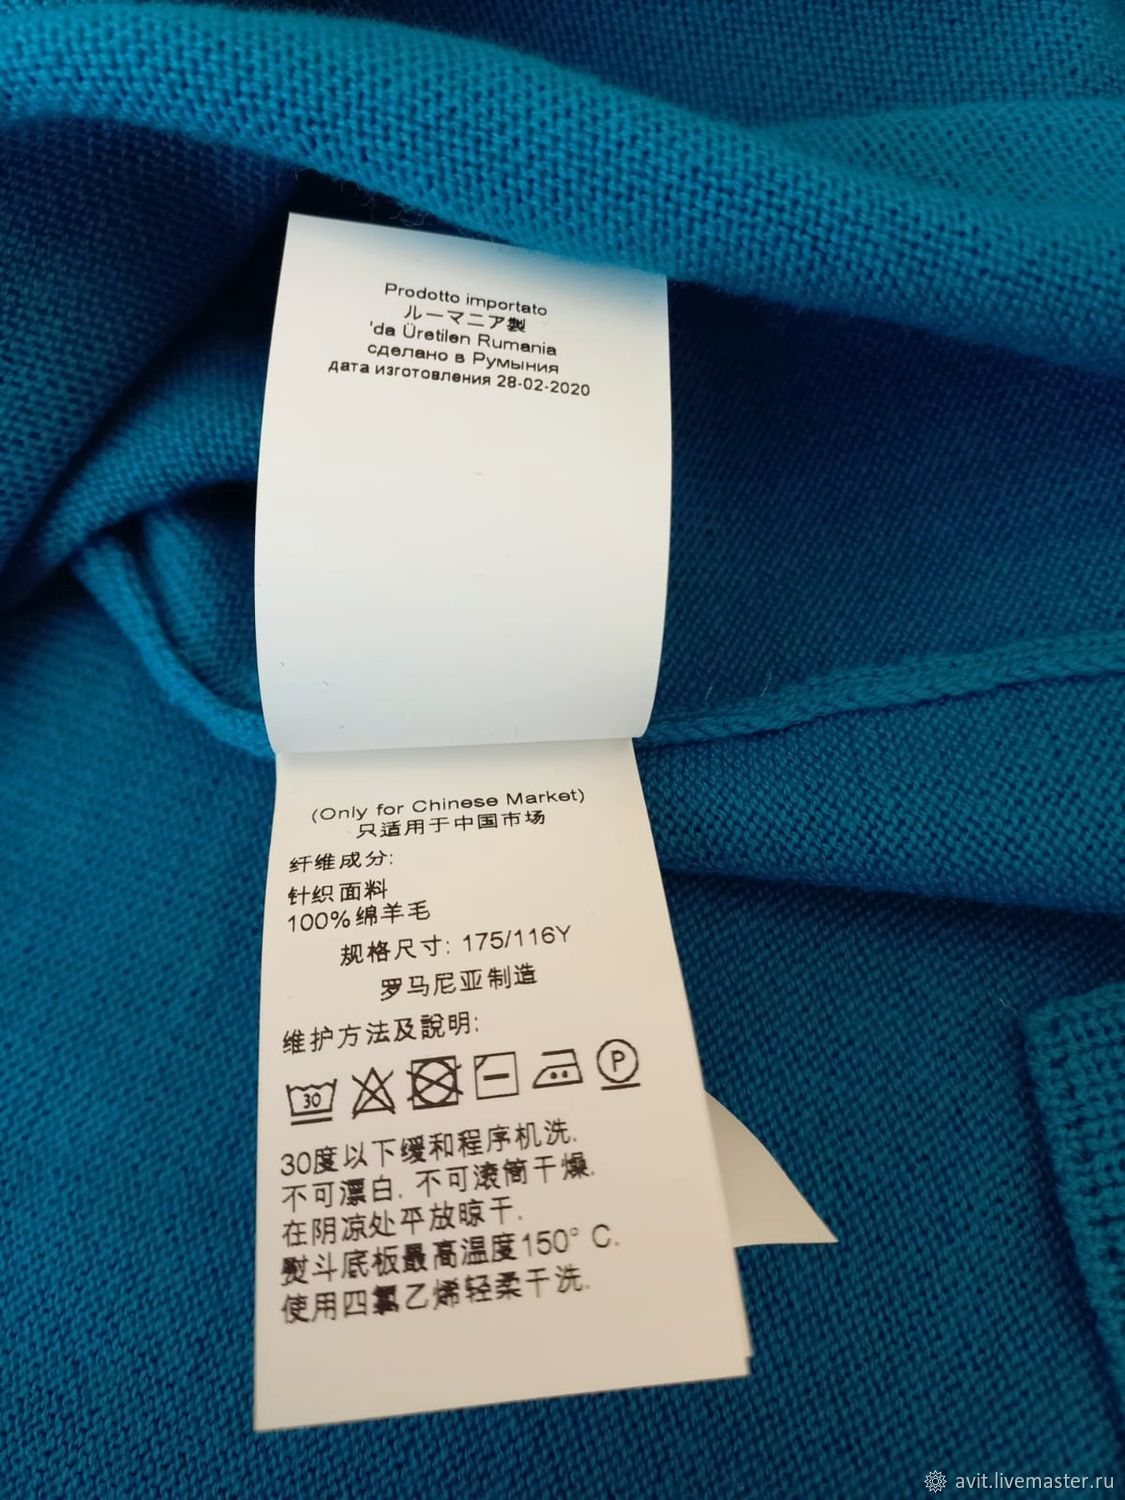 Prodotto importato
ルーマニア製
'da Üretilen Rumania
сделано в Румыния
дата изготовления 28-02-2020
(Only for Chinese Market)
只适用于中国市场
纤维成分:
针织面料
100%绵羊毛
规格尺寸: 175/116Y
罗马尼亚制造
维护方法及說明:
30
P
30度以下缓和程序机洗.
不可漂白. 不可滚筒干燥.
在阴凉处平放晾干.
熨斗底板最高温度150° C.
使用四氯乙烯轻柔干洗.
avit.livemaster.ru